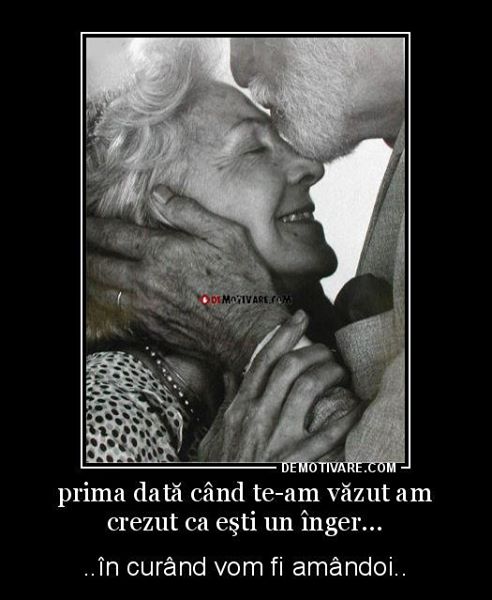 DEMOTIVARE.COM
DEMOTIVARE.COM
prima dată când te-am văzut am
crezut ca eşti un înger...
..în curând vom fi amândoi..